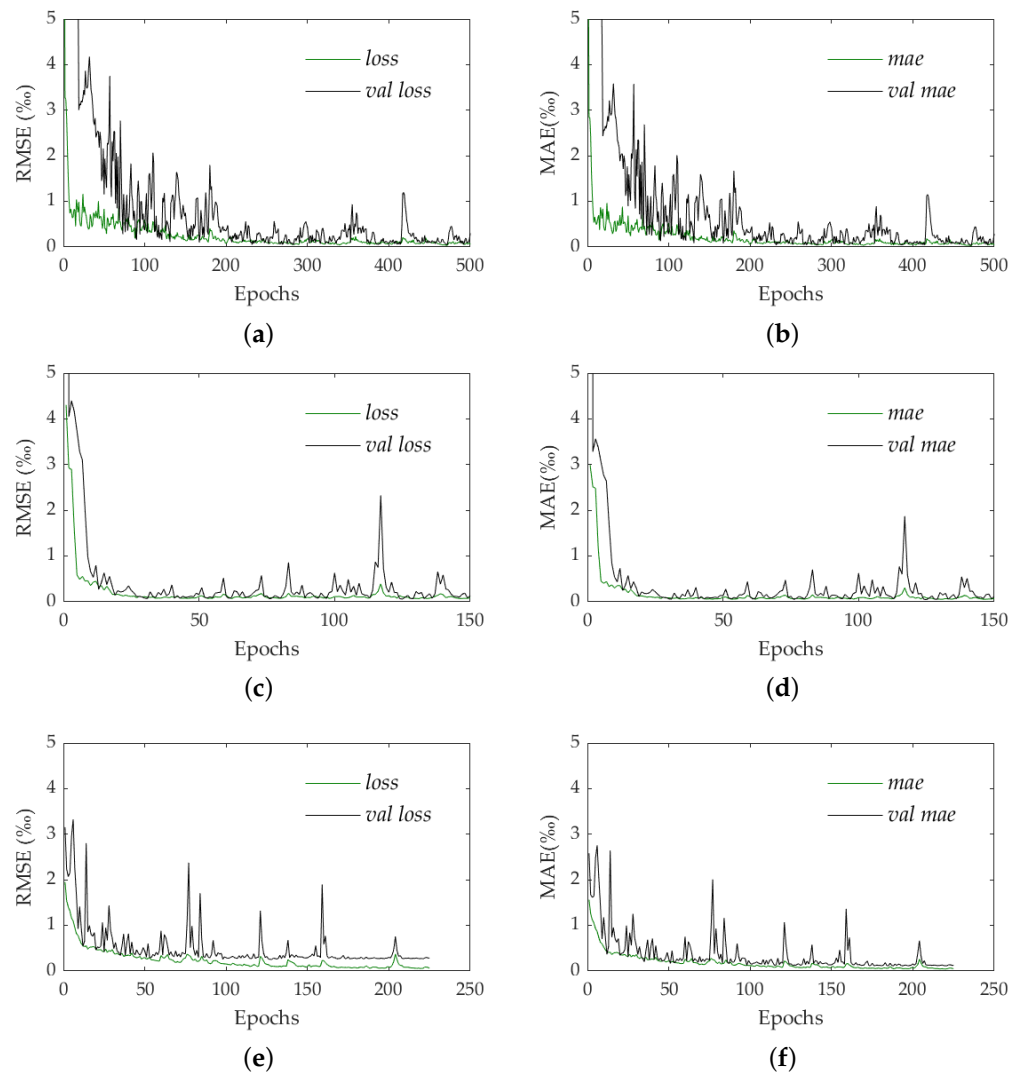 5
4
3
2
1
0
RMSE (‰)
loss
val loss
0 100 200 300 400 500
Epochs
(a)
5
4
3
2
1
0
MAE(‰)
mae
val mae
0 100 200 300 400 500
Epochs
(b)
5
4
3
2
1
0
RMSE (‰)
loss
val loss
0 50 100 150
Epochs
(c)
5
4
3
2
1
0
MAE(‰)
mae
val mae
0 50 100 150
Epochs
(d)
5
4
3
2
1
0
RMSE (‰)
loss
val loss
0 50 100 150 200 250
Epochs
(e)
5
4
3
2
1
0
MAE(‰)
mae
val mae
0 50 100 150 200 250
Epochs
(f)